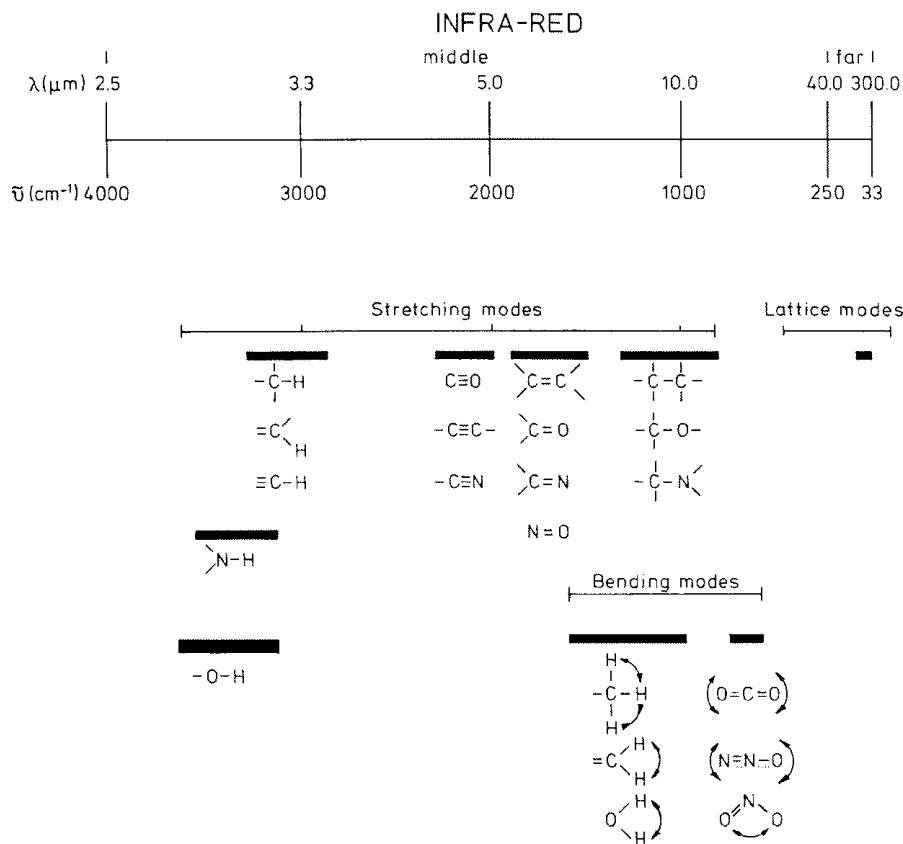 INFRA-RED
middle far
λ(μm) 2.5 3.3 5.0 10.0 40.0 300.0
ν̃ (cm⁻¹) 4000 3000 2000 1000 250 33
Stretching modes Lattice modes
-C-H C≡O C=C -C-C-
=C -C≡C- C=O -C-O-
H
≡C-H -C≡N C=N -C-N
N=O
N-H
Bending modes
-O-H
H
-C-H O=C=O
H
H
=C N≡N-O
H
H N
O O O
H